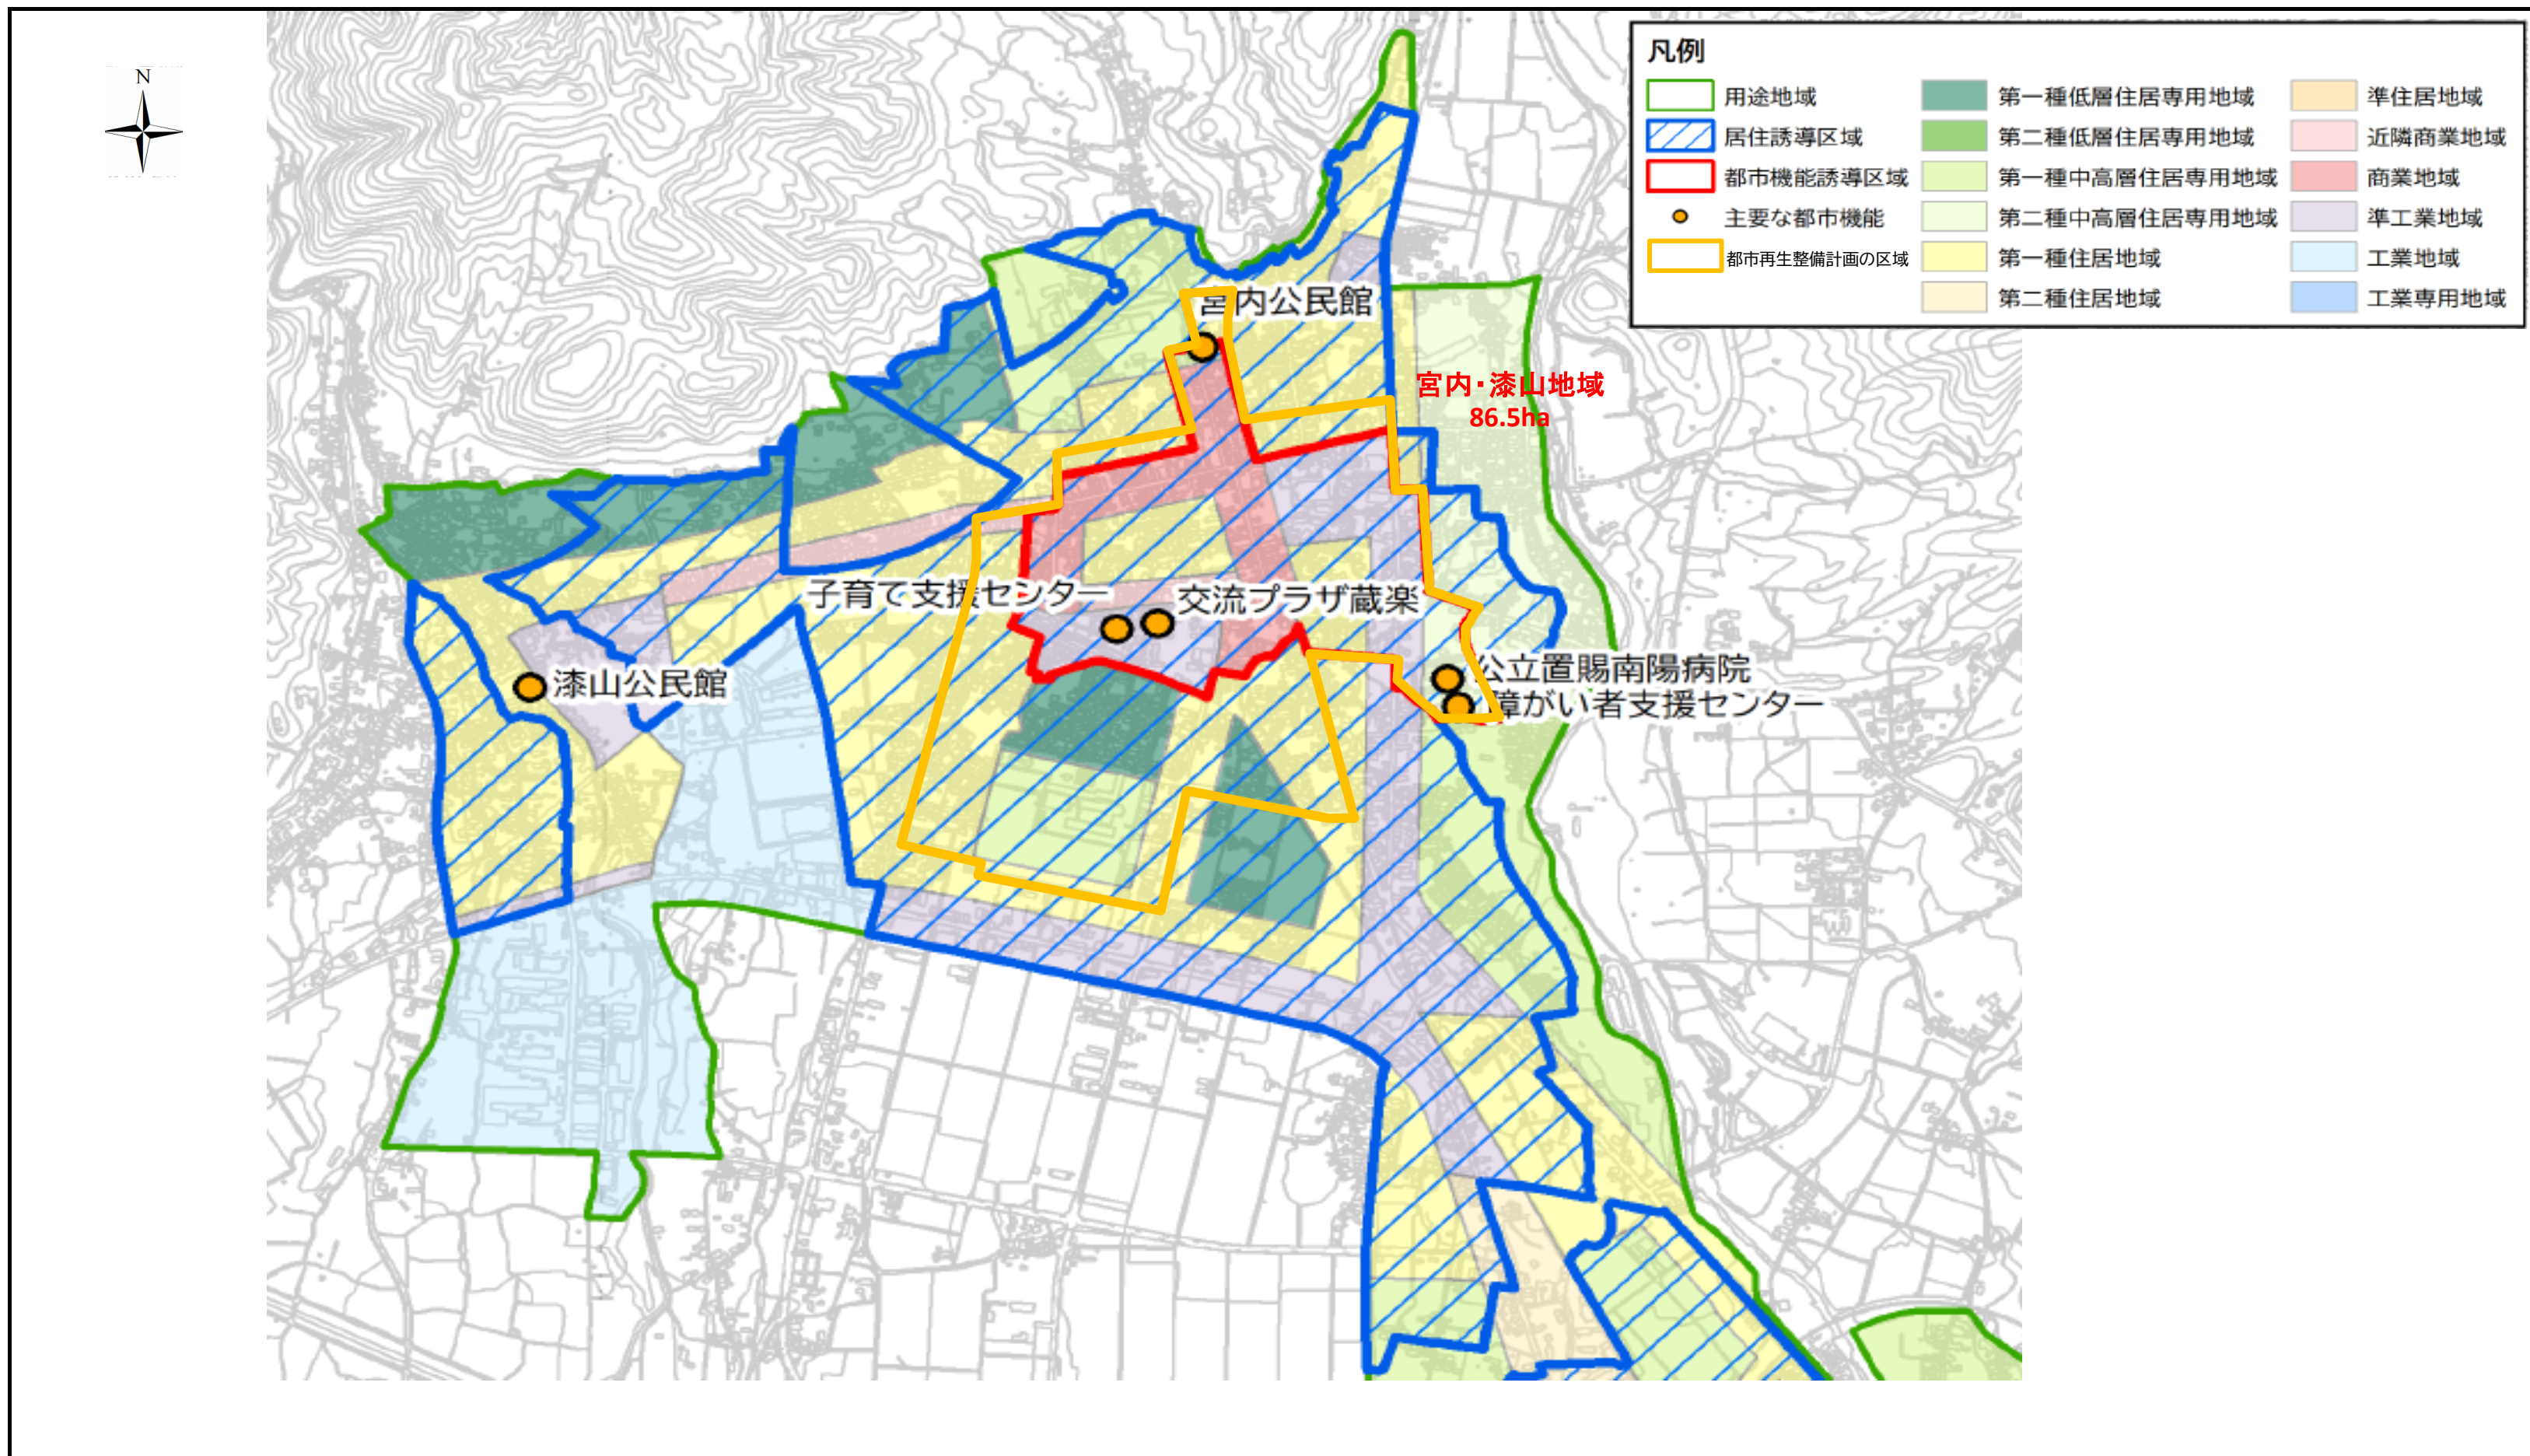 N
凡例
用途地域
居住誘導区域
都市機能誘導区域
主要な都市機能
都市再生整備計画の区域
第一種低層住居専用地域
第二種低層住居専用地域
第一種中高層住居専用地域
第二種中高層住居専用地域
第一種住居地域
第二種住居地域
準住居地域
近隣商業地域
商業地域
準工業地域
工業地域
工業専用地域
宮内公民館
宮内・漆山地域
86.5ha
子育て支援センター
交流プラザ蔵楽
漆山公民館
公立置賜南陽病院
障がい者支援センター